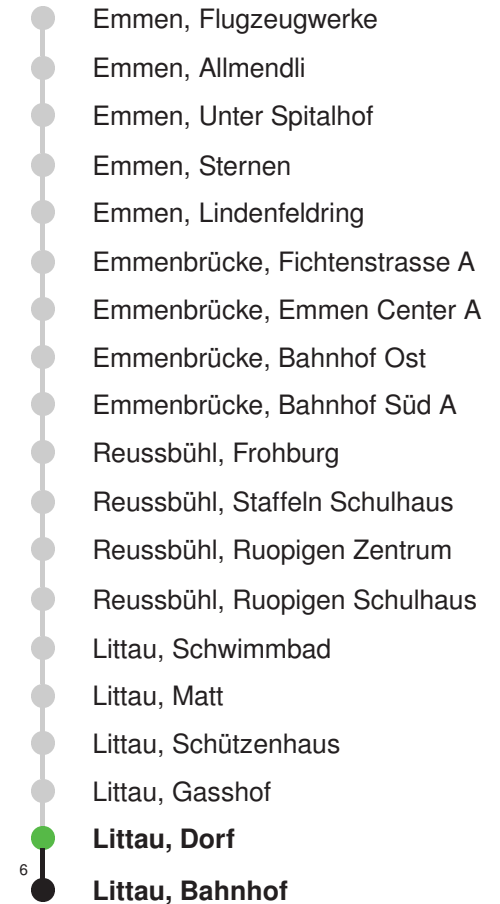 Emmen, Flugzeugwerke
Emmen, Allmendli
Emmen, Unter Spitalhof
Emmen, Sternen
Emmen, Lindenfeldring
Emmenbrücke, Fichtenstrasse A
Emmenbrücke, Emmen Center A
Emmenbrücke, Bahnhof Ost
Emmenbrücke, Bahnhof Süd A
Reussbühl, Frohburg
Reussbühl, Staffeln Schulhaus
Reussbühl, Ruopigen Zentrum
Reussbühl, Ruopigen Schulhaus
Littau, Schwimmbad
Littau, Matt
Littau, Schützenhaus
Littau, Gasshof
Littau, Dorf
6
Littau, Bahnhof